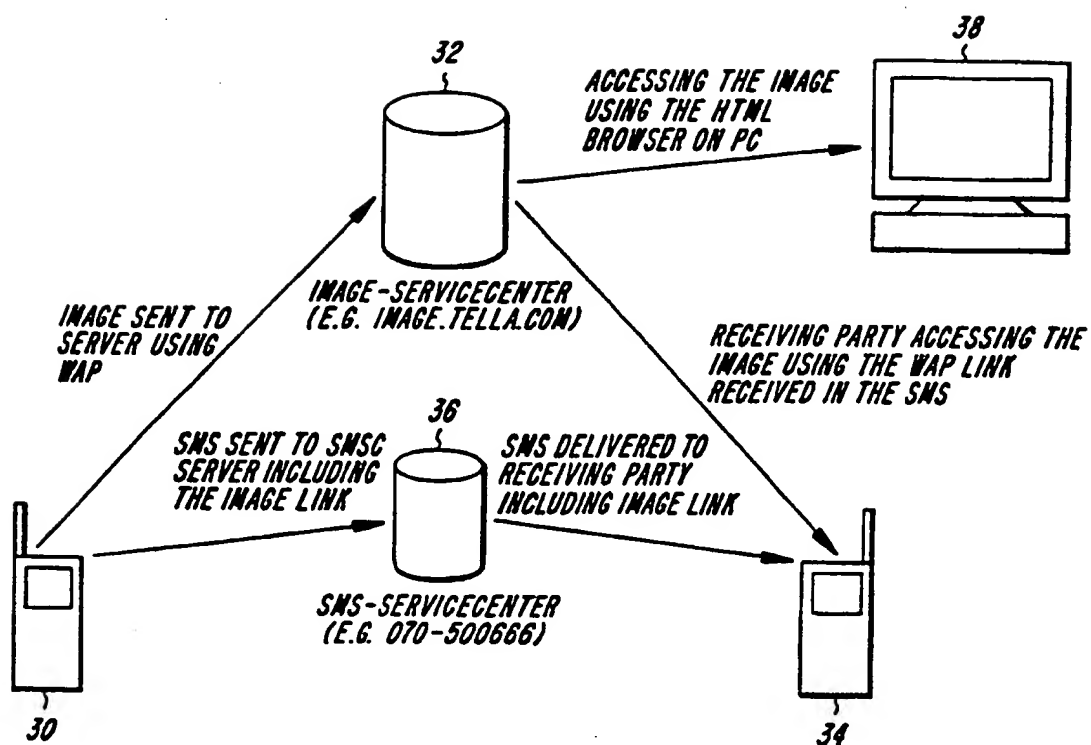 32
38
ACCESSING THE IMAGE
USING THE HTML
BROWSER ON PC
IMAGE-SERVICECENTER
(E.G. IMAGE.TELLA.COM)
IMAGE SENT TO
SERVER USING
WAP
RECEIVING PARTY ACCESSING THE
IMAGE USING THE WAP LINK
RECEIVED IN THE SMS
36
SMS SENT TO SMSC
SERVER INCLUDING
THE IMAGE LINK
SMS DELIVERED TO
RECEIVING PARTY
INCLUDING IMAGE LINK
SMS-SERVICECENTER
(E.G. 070-500666)
30
34